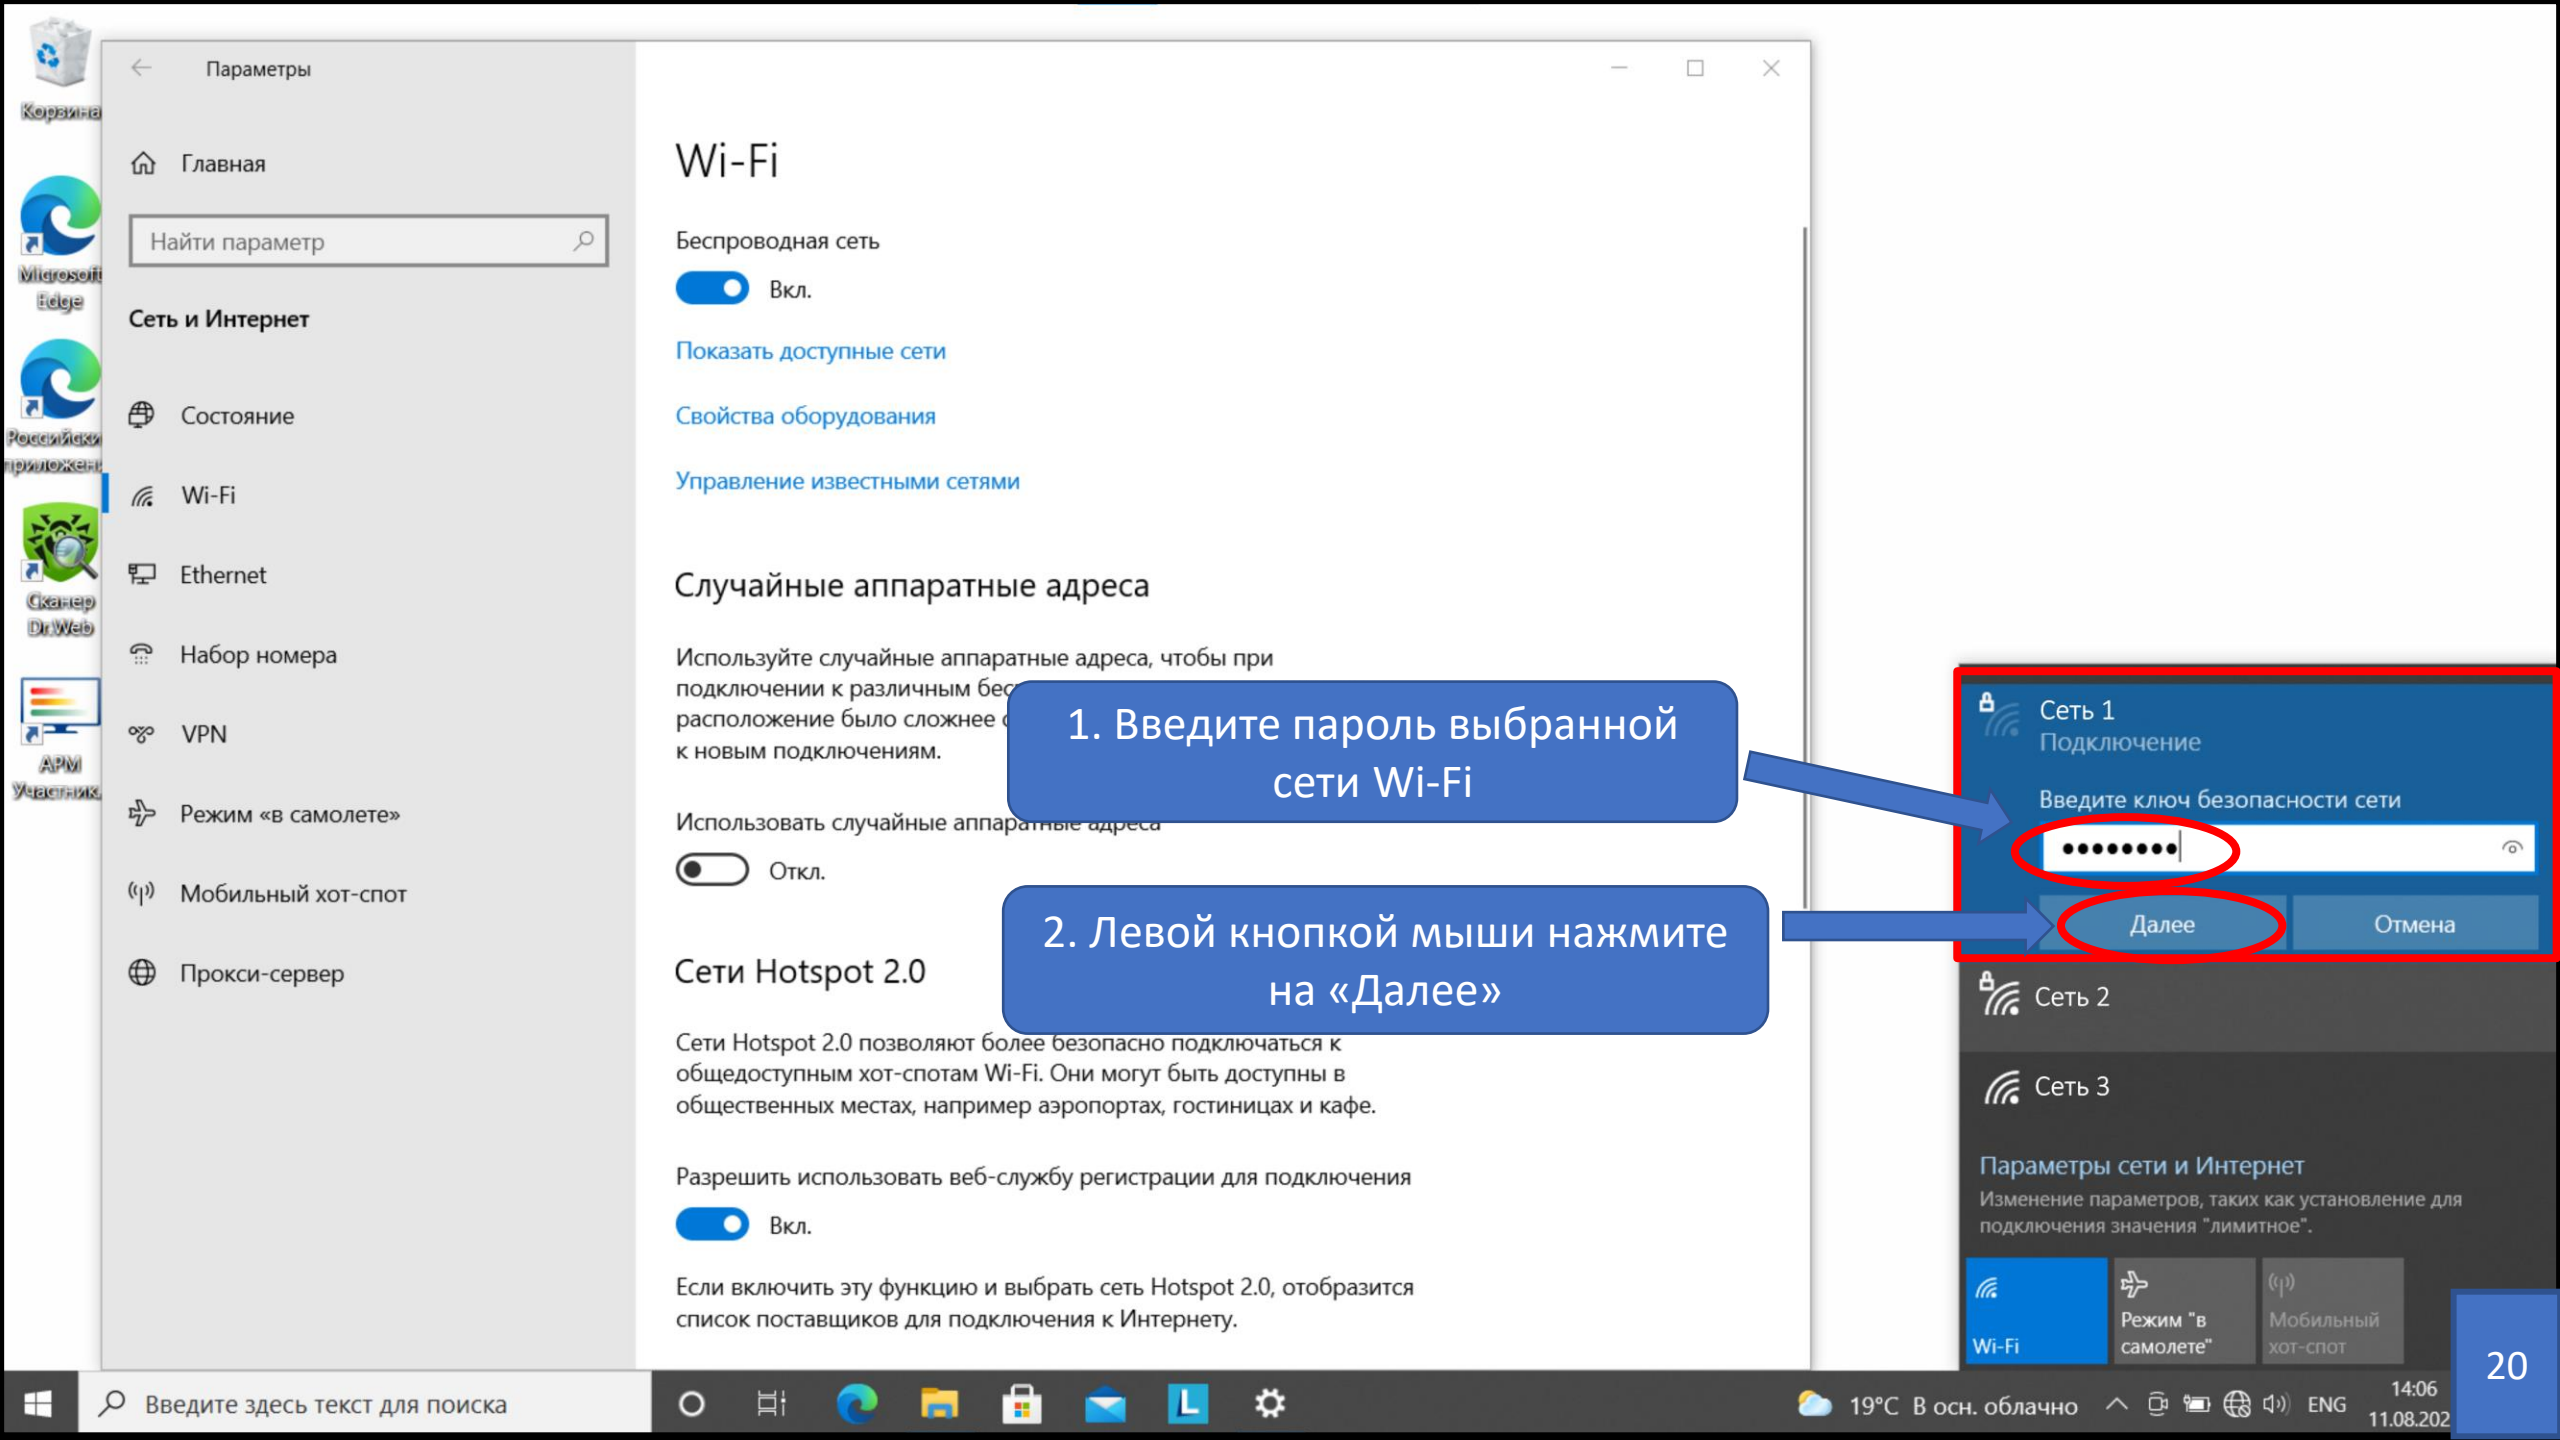 Корзина
Microsoft
Edge
Сканер
Dr.Web
АРМ
Параметры
Главная
Найти параметр
Сеть и Интернет
Состояние
Wi-Fi
Ethernet
Набор номера
VPN
Режим «в самолете»
Мобильный хот-спот
Прокси-сервер
Wi-Fi
Беспроводная сеть
Вкл.
Показать доступные сети
Свойства оборудования
Управление известными сетями
Случайные аппаратные адреса
Используйте случайные аппаратные адреса, чтобы при
подключении к различным
расположение было сложнее
к новым подключениям.
Использовать случайные аппаратные адреса
Откл.
Сети Hotspot 2.0
Сети Hotspot 2.0 позволяют более безопасно подключаться к
общедоступным хот-спотам Wi-Fi. Они могут быть доступны в
общественных местах, например аэропортах, гостиницах и кафе.
Разрешить использовать веб-службу регистрации для подключения
Вкл.
Если включить эту функцию и выбрать сеть Hotspot 2.0, отобразится
список поставщиков для подключения к Интернету.
1. Введите пароль выбранной
сети Wi-Fi
2. Левой кнопкой мыши нажмите
на «Далее»
Сеть 1
Подключение
Введите ключ безопасности сети
Далее
Отмена
Сеть 2
Сеть 3
Параметры сети и Интернет
Изменение параметров, таких как установление для
подключения значения "лимитное".
Wi-Fi
Режим "в
самолете"
Мобильный
хот-спот
20
Введите здесь текст для поиска
L
19°C В осн. облачно
ENG
14:06
11.08.202